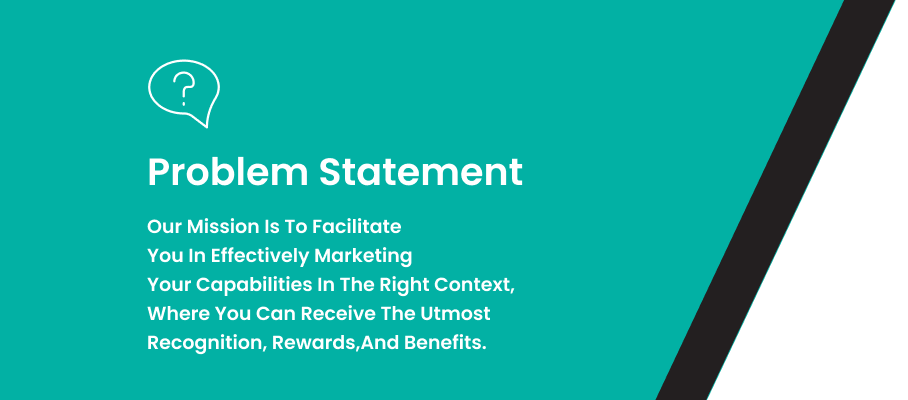 Problem Statement
Our Mission Is To Facilitate
You In Effectively Marketing
Your Capabilities In The Right Context,
Where You Can Receive The Utmost
Recognition, Rewards,And Benefits.